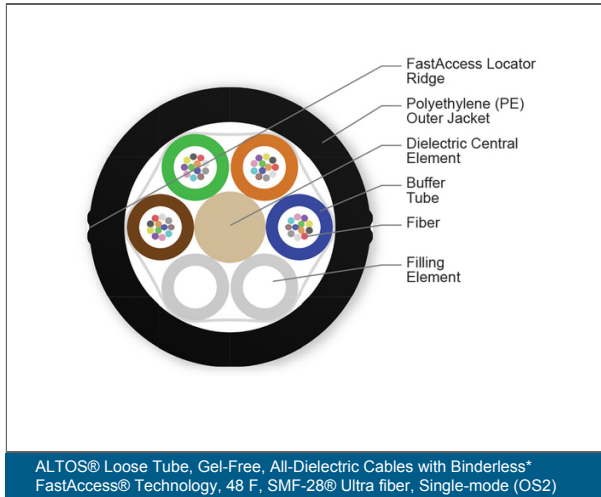 FastAccess Locator
Ridge
Polyethylene (PE)
Outer Jacket
Dielectric Central
Element
Buffer
Tube
Fiber
Filling
Element
ALTOS® Loose Tube, Gel-Free, All-Dielectric Cables with Binderless*
FastAccess® Technology, 48 F, SMF-28® Ultra fiber, Single-mode (OS2)